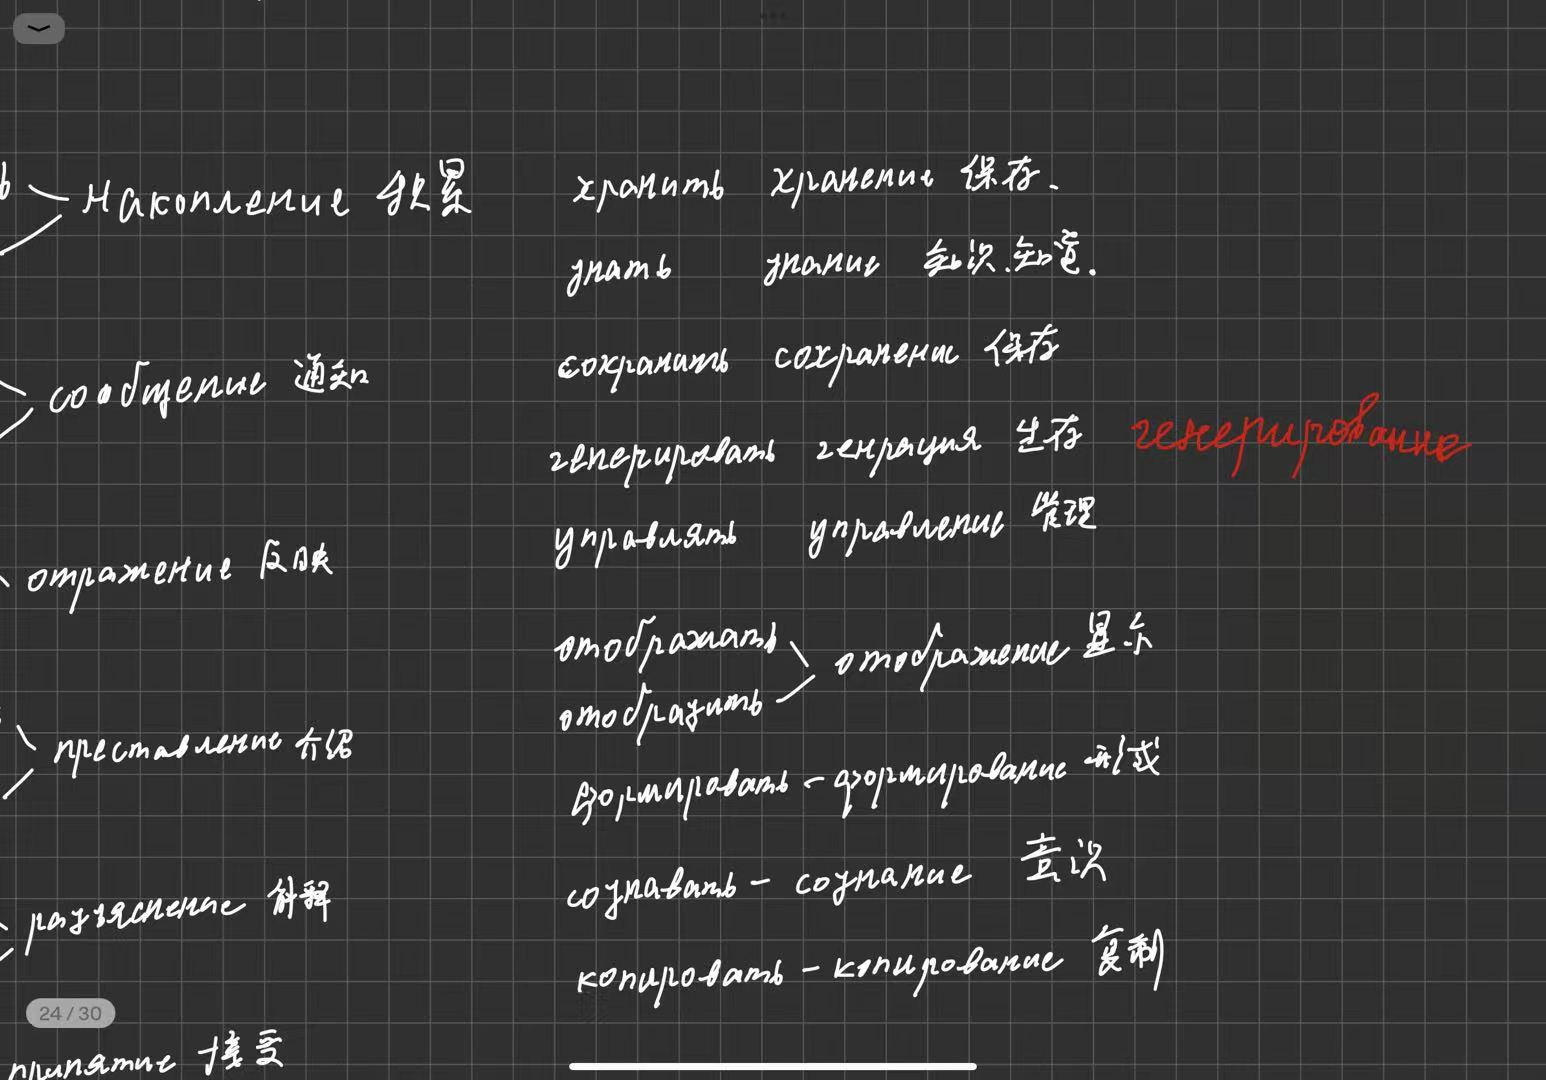 накопление 积累
сообщение 通知
отражение 反映
преставление 介绍
разъяснение 解释
принятие 接受
хранить хранение 保存.
знать знание 知识.知道.
сохранить сохранение 保存
генерировать генрация 生存 генерирование
управлять управление 管理
отображать отображение 显示
отобразить
формировать - формирование 形成
сознавать - сознание 意识
копировать - копирование 复制
24 / 30